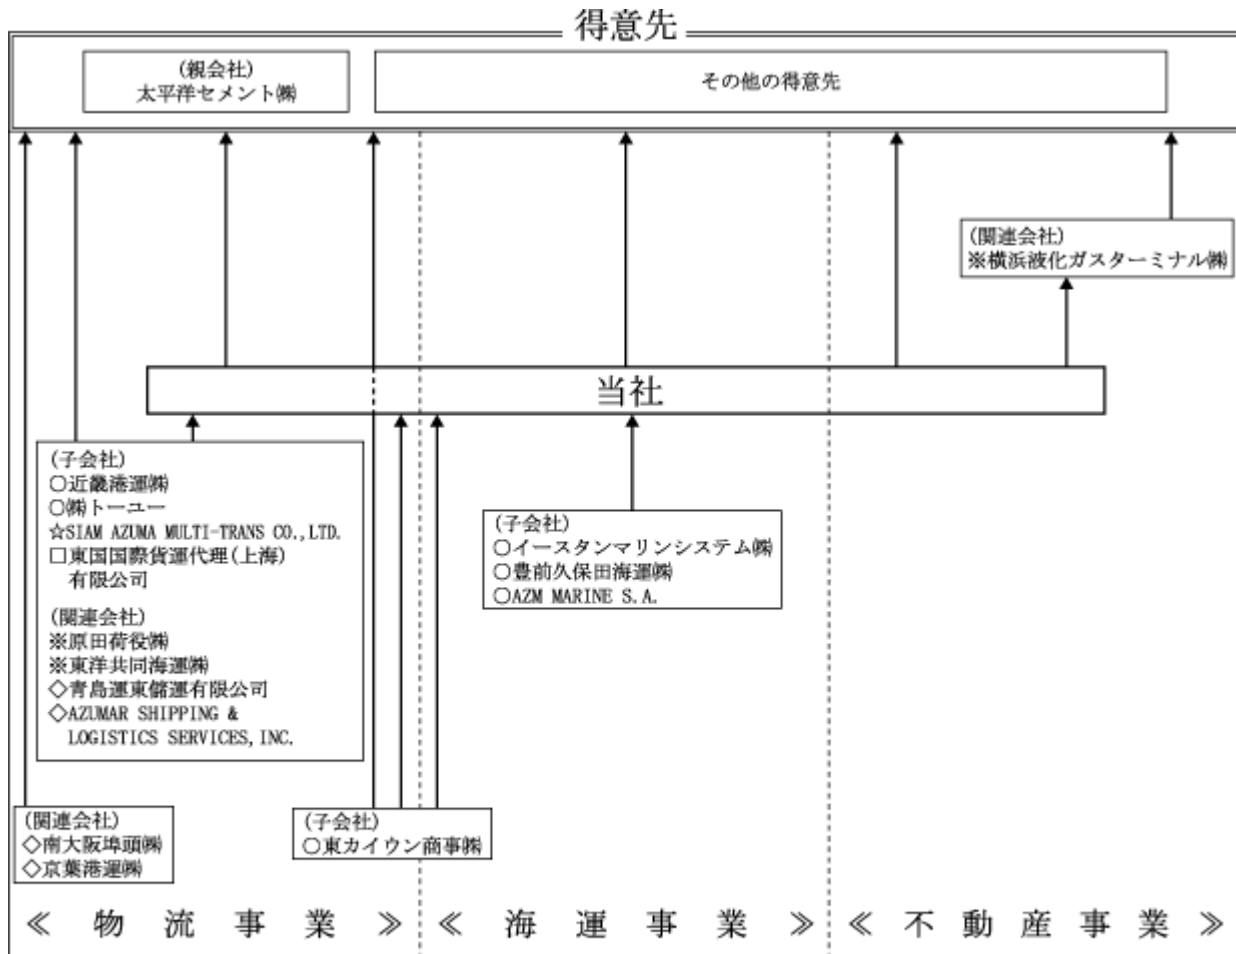 得意先
(親会社)
太平洋セメント㈱
その他の得意先
(関連会社)
※横浜液化ガスターミナル㈱
当社
(子会社)
○近畿港運㈱
○㈱トーユー
☆SIAM AZUMA MULTI-TRANS CO.,LTD.
□東国国際貨運代理(上海)
有限公司
(関連会社)
※原田荷役㈱
※東洋共同海運㈱
◇青島運東儲運有限公司
◇AZUMAR SHIPPING &
LOGISTICS SERVICES,INC.
(子会社)
○イースタンマリンシステム㈱
○豊前久保田海運㈱
○AZM MARINE S.A.
(関連会社)
◇南大阪埠頭㈱
◇京葉港運㈱
(子会社)
○東カイウン商事㈱
≪ 物 流 事 業 ≫
≪ 海 運 事 業 ≫
≪ 不 動 産 事 業 ≫